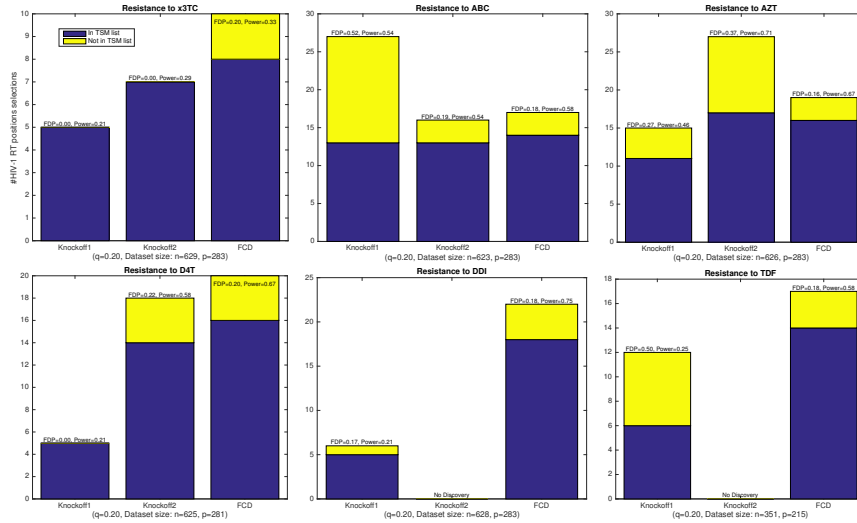 Resistance to x3TC
#HIV-1 RT positions selections
10
9
8
7
6
5
4
3
2
1
0
In TSM list
Not in TSM list
FDP=0.00, Power=0.21
FDP=0.00, Power=0.29
FDP=0.20, Power=0.33
Knockoff1 Knockoff2 FCD
(q=0.20, Dataset size: n=629, p=283)
Resistance to ABC
30
25
20
15
10
5
0
FDP=0.52, Power=0.54
FDP=0.19, Power=0.54
FDP=0.18, Power=0.58
Knockoff1 Knockoff2 FCD
(q=0.20, Dataset size: n=623, p=283)
Resistance to AZT
30
25
20
15
10
5
0
FDP=0.27, Power=0.46
FDP=0.37, Power=0.71
FDP=0.16, Power=0.67
Knockoff1 Knockoff2 FCD
(q=0.20, Dataset size: n=626, p=283)
Resistance to D4T
20
18
16
14
12
10
8
6
4
2
0
FDP=0.00, Power=0.21
FDP=0.22, Power=0.58
FDP=0.20, Power=0.67
Knockoff1 Knockoff2 FCD
(q=0.20, Dataset size: n=625, p=281)
Resistance to DDI
25
20
15
10
5
0
FDP=0.17, Power=0.21
No Discovery
FDP=0.18, Power=0.75
Knockoff1 Knockoff2 FCD
(q=0.20, Dataset size: n=628, p=283)
Resistance to TDF
18
16
14
12
10
8
6
4
2
0
FDP=0.50, Power=0.25
No Discovery
FDP=0.18, Power=0.58
Knockoff1 Knockoff2 FCD
(q=0.20, Dataset size: n=351, p=215)